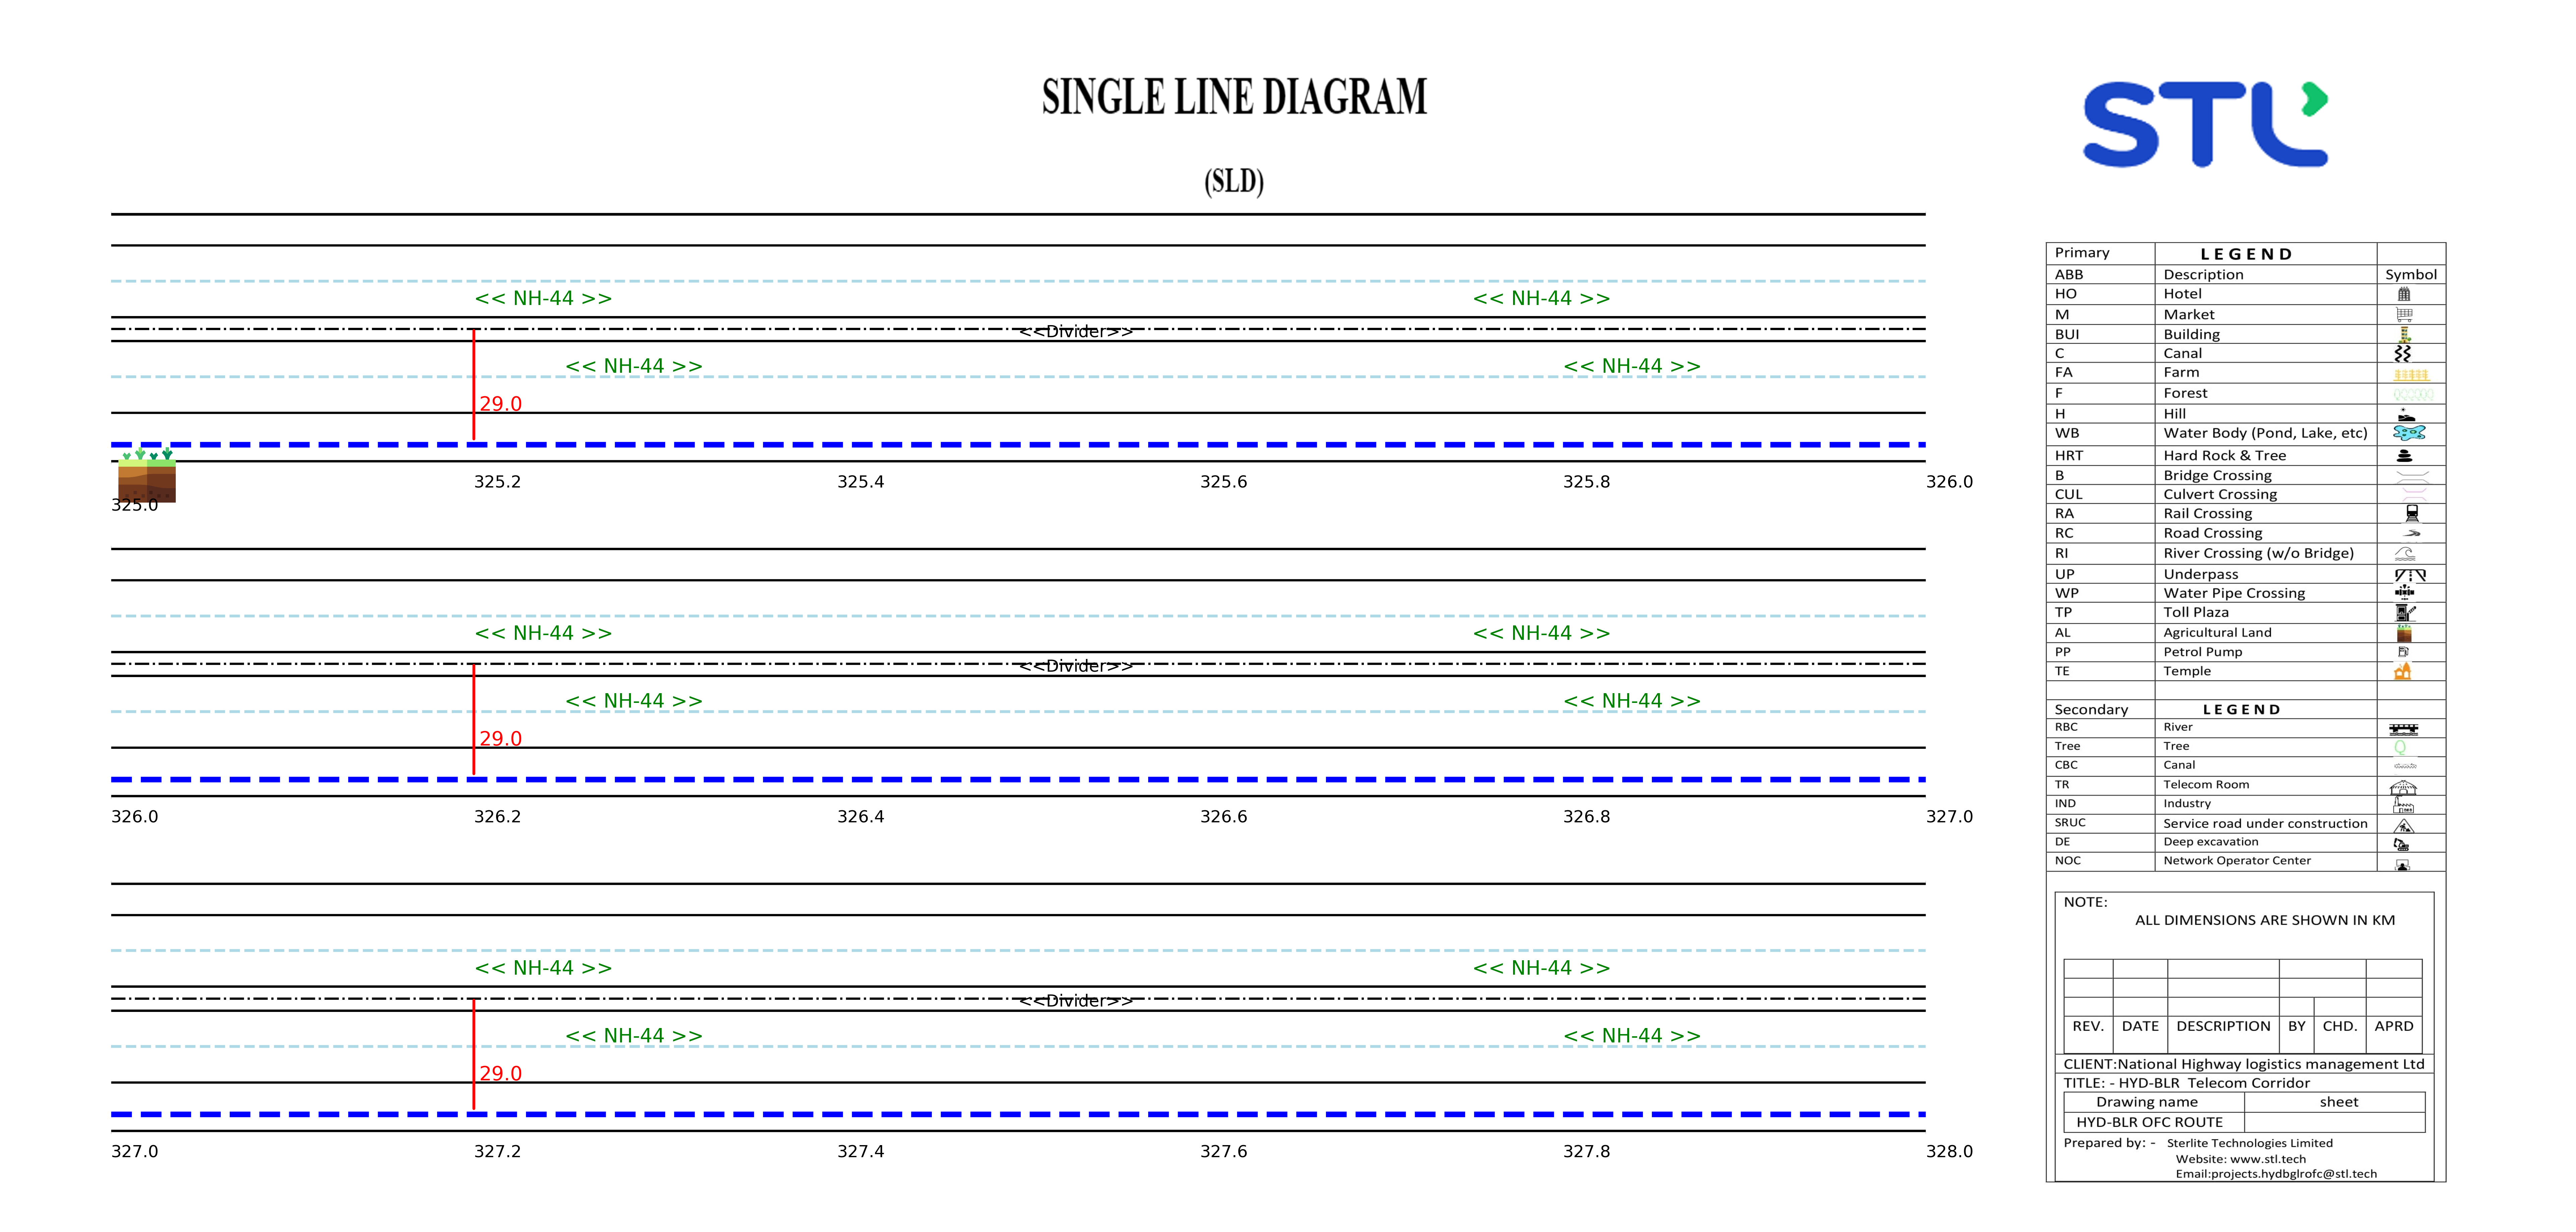 SINGLE LINE DIAGRAM
(SLD)
STL
<< NH-44 >>
<< NH-44 >>
<<Divider>>
<< NH-44 >>
<< NH-44 >>
29.0
325.0
325.2
325.4
325.6
325.8
326.0
<< NH-44 >>
<< NH-44 >>
<<Divider>>
<< NH-44 >>
<< NH-44 >>
29.0
326.0
326.2
326.4
326.6
326.8
327.0
<< NH-44 >>
<< NH-44 >>
<<Divider>>
<< NH-44 >>
<< NH-44 >>
29.0
327.0
327.2
327.4
327.6
327.8
328.0
Primary LEGEND
ABB Description Symbol
HO Hotel
M Market
BUI Building
C Canal
FA Farm
F Forest
H Hill
WB Water Body (Pond, Lake, etc)
HRT Hard Rock & Tree
B Bridge Crossing
CUL Culvert Crossing
RA Rail Crossing
RC Road Crossing
RI River Crossing (w/o Bridge)
UP Underpass
WP Water Pipe Crossing
TP Toll Plaza
AL Agricultural Land
PP Petrol Pump
TE Temple
Secondary LEGEND
RBC River
Tree Tree
CBC Canal
TR Telecom Room
IND Industry
SRUC Service road under construction
DE Deep excavation
NOC Network Operator Center
NOTE:
ALL DIMENSIONS ARE SHOWN IN KM
REV. DATE DESCRIPTION BY CHD. APRD
CLIENT:National Highway logistics management Ltd
TITLE: - HYD-BLR Telecom Corridor
Drawing name sheet
HYD-BLR OFC ROUTE
Prepared by: - Sterlite Technologies Limited
Website: www.stl.tech
Email:projects.hydbglrofc@stl.tech